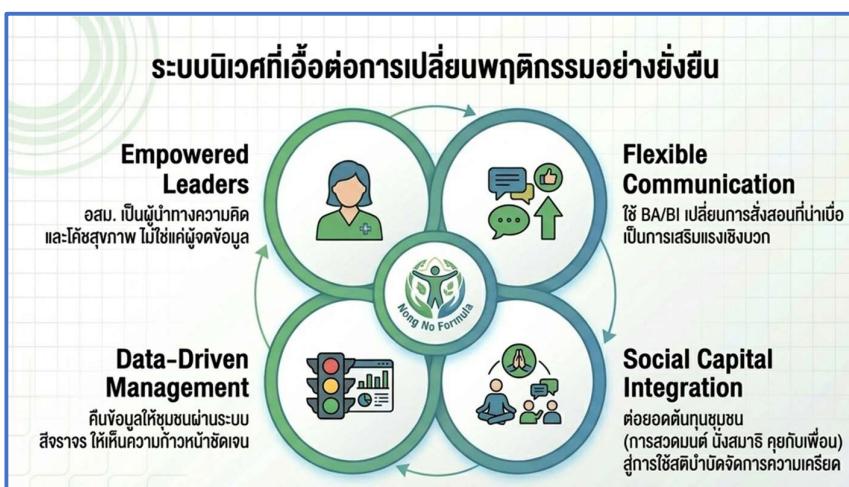 ระบบนิเวศที่เอื้อต่อการเปลี่ยนพฤติกรรมอย่างยั่งยืน
Empowered
Leaders
อสม. เป็นผู้นำทางความคิด
และโค้ชสุขภาพ ไม่ใช่แค่ผู้จดข้อมูล
Flexible
Communication
ใช้ BA/BI เปลี่ยนการสั่งสอนที่น่าเบื่อ
เป็นการเสริมแรงเชิงบวก
Nong No Formula
Data-Driven
Management
คืนข้อมูลให้ชุมชนผ่านระบบ
สีจราจร ให้เห็นความก้าวหน้าชัดเจน
Social Capital
Integration
ต่อยอดต้นทุนชุมชน
(การสวดมนต์ นั่งสมาธิ คุยกับเพื่อน)
สู่การใช้สติบำบัดจัดการความเครียด